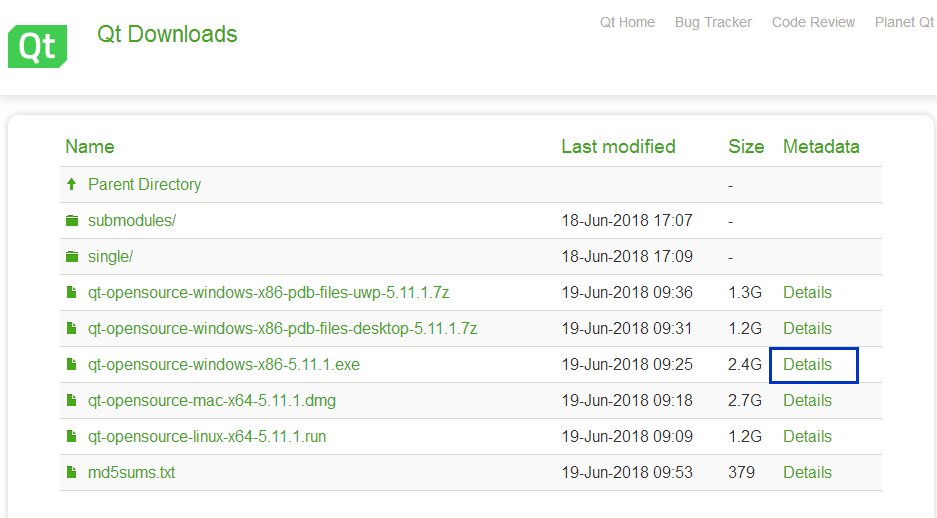 Qt
Qt Downloads
Qt Home Bug Tracker Code Review Planet Qt
Name Last modified Size Metadata
Parent Directory -
submodules/ 18-Jun-2018 17:07 -
single/ 18-Jun-2018 17:09 -
qt-opensource-windows-x86-pdb-files-uwp-5.11.1.7z 19-Jun-2018 09:36 1.3G Details
qt-opensource-windows-x86-pdb-files-desktop-5.11.1.7z 19-Jun-2018 09:31 1.2G Details
qt-opensource-windows-x86-5.11.1.exe 19-Jun-2018 09:25 2.4G Details
qt-opensource-mac-x64-5.11.1.dmg 19-Jun-2018 09:18 2.7G Details
qt-opensource-linux-x64-5.11.1.run 19-Jun-2018 09:09 1.2G Details
md5sums.txt 19-Jun-2018 09:53 379 Details